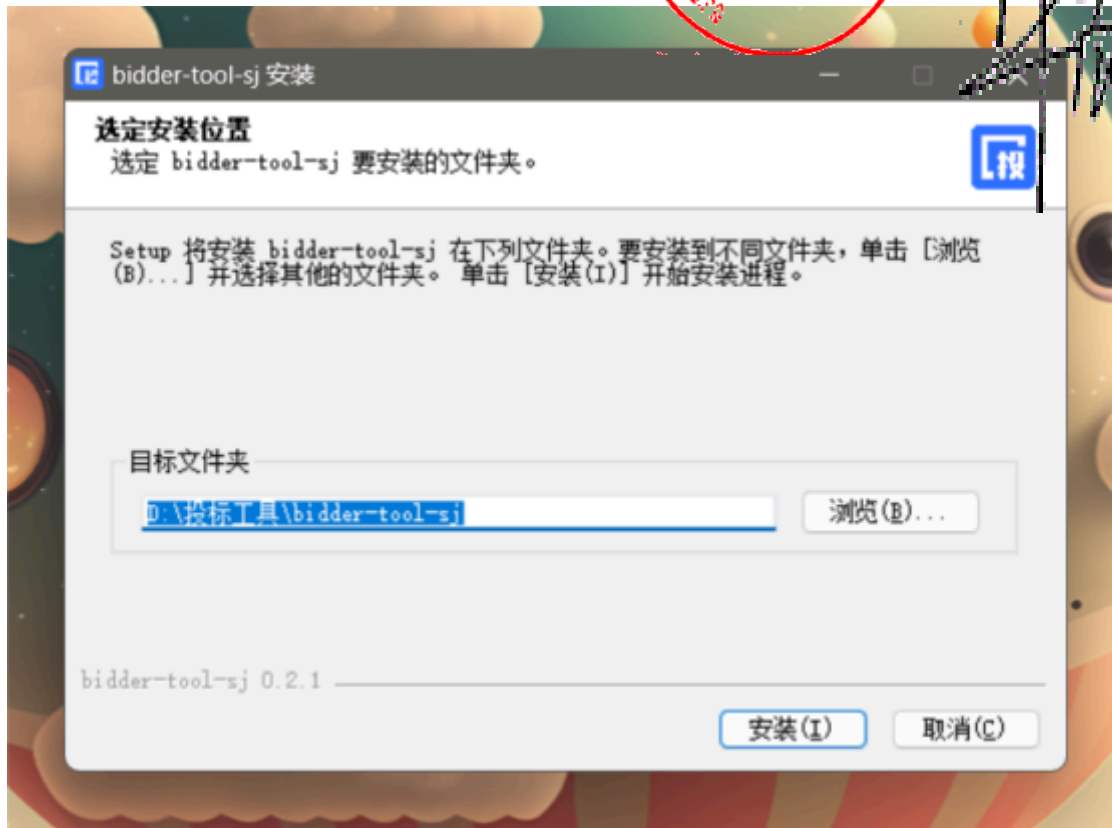 投 bidder-tool-sj 安装
选定安装位置
选定 bidder-tool-sj 要安装的文件夹。
投
Setup 将安装 bidder-tool-sj 在下列文件夹。要安装到不同文件夹，单击 [浏览
(B)...] 并选择其他的文件夹。 单击 [安装(I)] 开始安装进程。
目标文件夹
D:\投标工具\bidder-tool-sj
浏览(B)...
bidder-tool-sj 0.2.1
安装(I) 取消(C)